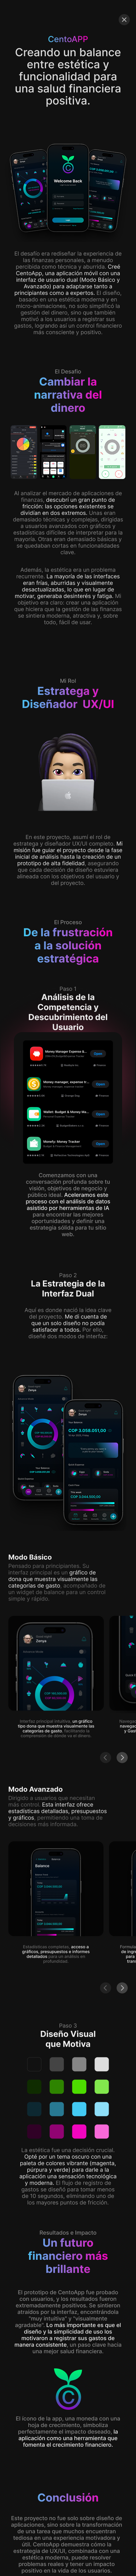 CentoAPP
Creando un balance
entre estética y
funcionalidad para
una salud financiera
positiva.
El desafío era rediseñar la experiencia de
las finanzas personales, a menudo
percibida como técnica y aburrida. Creé
CentoApp, una aplicación móvil con una
interfaz de usuario dual (modo básico y
avanzado) para adaptarse tanto a
principiantes como a expertos. El diseño,
basado en una estética moderna y en
micro-animaciones, no solo simplificó la
gestión de dinero, sino que también
motivó a los usuarios a registrar sus
gastos, logrando así un control financiero
más consciente y positivo.
El Desafío
Cambiar la
narrativa del
dinero
Al analizar el mercado de aplicaciones de
finanzas, descubrí un gran punto de
fricción: las opciones existentes se
dividían en dos extremos. Unas eran
demasiado técnicas y complejas, dirigidas
a usuarios avanzados con gráficos y
estadísticas difíciles de interpretar para la
mayoría. Otras eran demasiado básicas y
se quedaban cortas en funcionalidades
clave.
Además, la estética era un problema
recurrente. La mayoría de las interfaces
eran frías, aburridas y visualmente
desactualizadas, lo que en lugar de
motivar, generaba desinterés y fatiga. Mi
objetivo era claro: crear una aplicación
que hiciera que la gestión de las finanzas
se sintiera moderna, atractiva y, sobre
todo, fácil de usar.
Mi Rol
Estratega y
Diseñador UX/UI
En este proyecto, asumí el rol de
estratega y diseñador UX/UI completo. Mi
misión fue guiar el proyecto desde la fase
inicial de análisis hasta la creación de un
prototipo de alta fidelidad, asegurando
que cada decisión de diseño estuviera
alineada con los objetivos del usuario y
del proyecto.
El Proceso
De la frustración
a la solución
estratégica
Paso 1
Análisis de la
Competencia y
Descubrimiento del
Usuario
Money Manager Expense B...
Open
Money manager, expense tr...
Open
Wallet: Budget & Money Ma...
Open
Monefy: Money Tracker
Open
Comenzamos con una
conversación profunda sobre tu
visión, objetivos de negocio y
público ideal. Aceleramos este
proceso con el análisis de datos
asistido por herramientas de IA
para encontrar las mejores
oportunidades y definir una
estrategia sólida para tu sitio
web.
Paso 2
La Estrategia de la
Interfaz Dual
Aquí es donde nació la idea clave
del proyecto. Me di cuenta de
que un solo diseño no podía
satisfacer a todos. Por ello,
diseñé dos modos de interfaz:
Modo Básico
Pensado para principiantes. Su
interfaz principal es un gráfico de
dona que muestra visualmente las
categorías de gasto, acompañado de
un widget de balance para un control
simple y rápido.
Interfaz principal intuitiva, un gráfico
tipo dona que muestra visualmente las
categorías de gasto, facilitando la
comprensión de dónde va el dinero.
Modo Avanzado
Dirigido a usuarios que necesitan
más control. Esta interfaz ofrece
estadísticas detalladas, presupuestos
y gráficos, permitiendo una toma de
decisiones más informada.
Estadísticas completas, acceso a
gráficos, presupuestos e informes
detallados para un análisis en
profundidad.
Paso 3
Diseño Visual
que Motiva
La estética fue una decisión crucial.
Opté por un tema oscuro con una
paleta de colores vibrante (magenta,
púrpura y verde) para darle a la
aplicación una sensación tecnológica
y moderna. El flujo de registro de
gastos se diseñó para tomar menos
de 10 segundos, eliminando uno de
los mayores puntos de fricción.
Resultados e Impacto
Un futuro
financiero más
brillante
El prototipo de CentoApp fue probado
con usuarios, y los resultados fueron
extremadamente positivos. Se sintieron
atraídos por la interfaz, encontrándola
"muy intuitiva" y "visualmente
agradable". Lo más importante es que el
diseño y la simplicidad de uso los
motivaron a registrar sus gastos de
manera consistente, un paso clave hacia
una mejor salud financiera.
El icono de la app, una moneda con una
hoja de crecimiento, simboliza
perfectamente el impacto deseado, la
aplicación como una herramienta que
fomenta el crecimiento financiero.
Conclusión
Este proyecto no fue solo sobre diseño de
aplicaciones, sino sobre la transformación
de una tarea que muchos encuentran
tediosa en una experiencia motivadora y
útil. Centoapp demuestra cómo la
estrategia de UX/UI, combinada con una
estética moderna, puede resolver
problemas reales y tener un impacto
positivo en la vida de los usuarios.